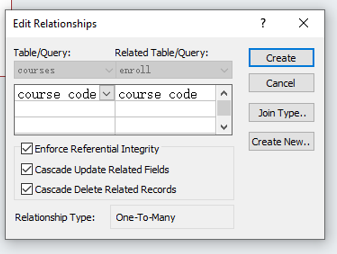 Edit Relationships ? ×
Table/Query: Related Table/Query:
courses enroll
course code course code
Enforce Referential Integrity
Cascade Update Related Fields
Cascade Delete Related Records
Relationship Type: One-To-Many
Create
Cancel
Join Type..
Create New..